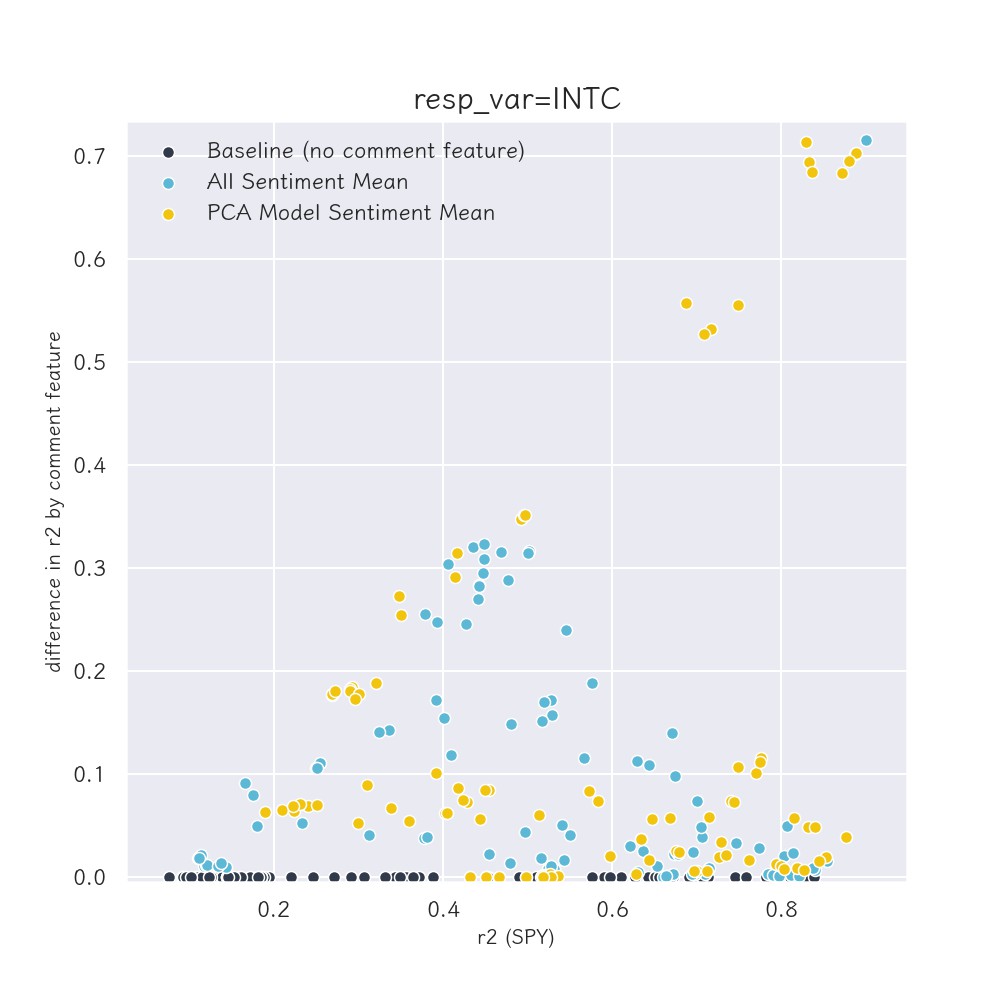 resp_var=INTC
Baseline (no comment feature)
All Sentiment Mean
PCA Model Sentiment Mean
difference in r2 by comment feature
0.7
0.6
0.5
0.4
0.3
0.2
0.1
0.0
0.2
0.4
0.6
0.8
r2 (SPY)